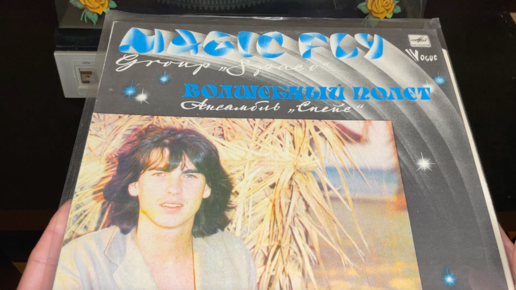 MAGIC FLY
Group „Space"
Vogue
ВОЛШЕБНЫЙ ПОЛЕТ
Ансамбль „Спейс"